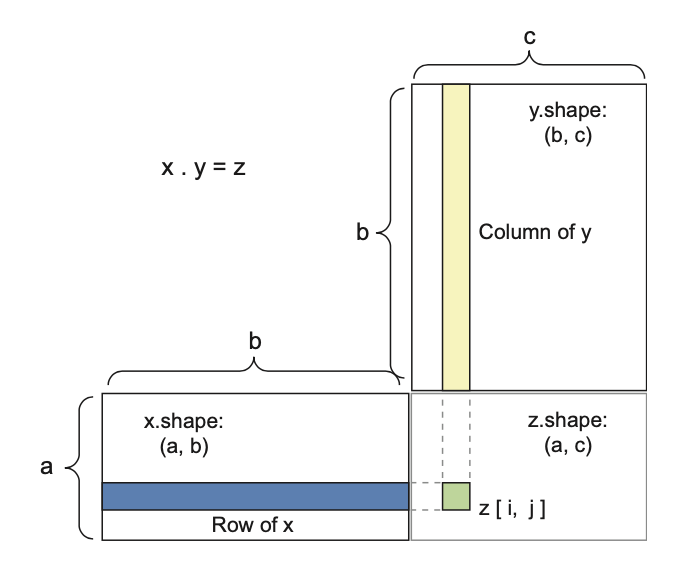 c
y.shape:
(b, c)
x . y = z
b
Column of y
b
x.shape:
(a, b)
z.shape:
(a, c)
a
z [ i, j ]
Row of x